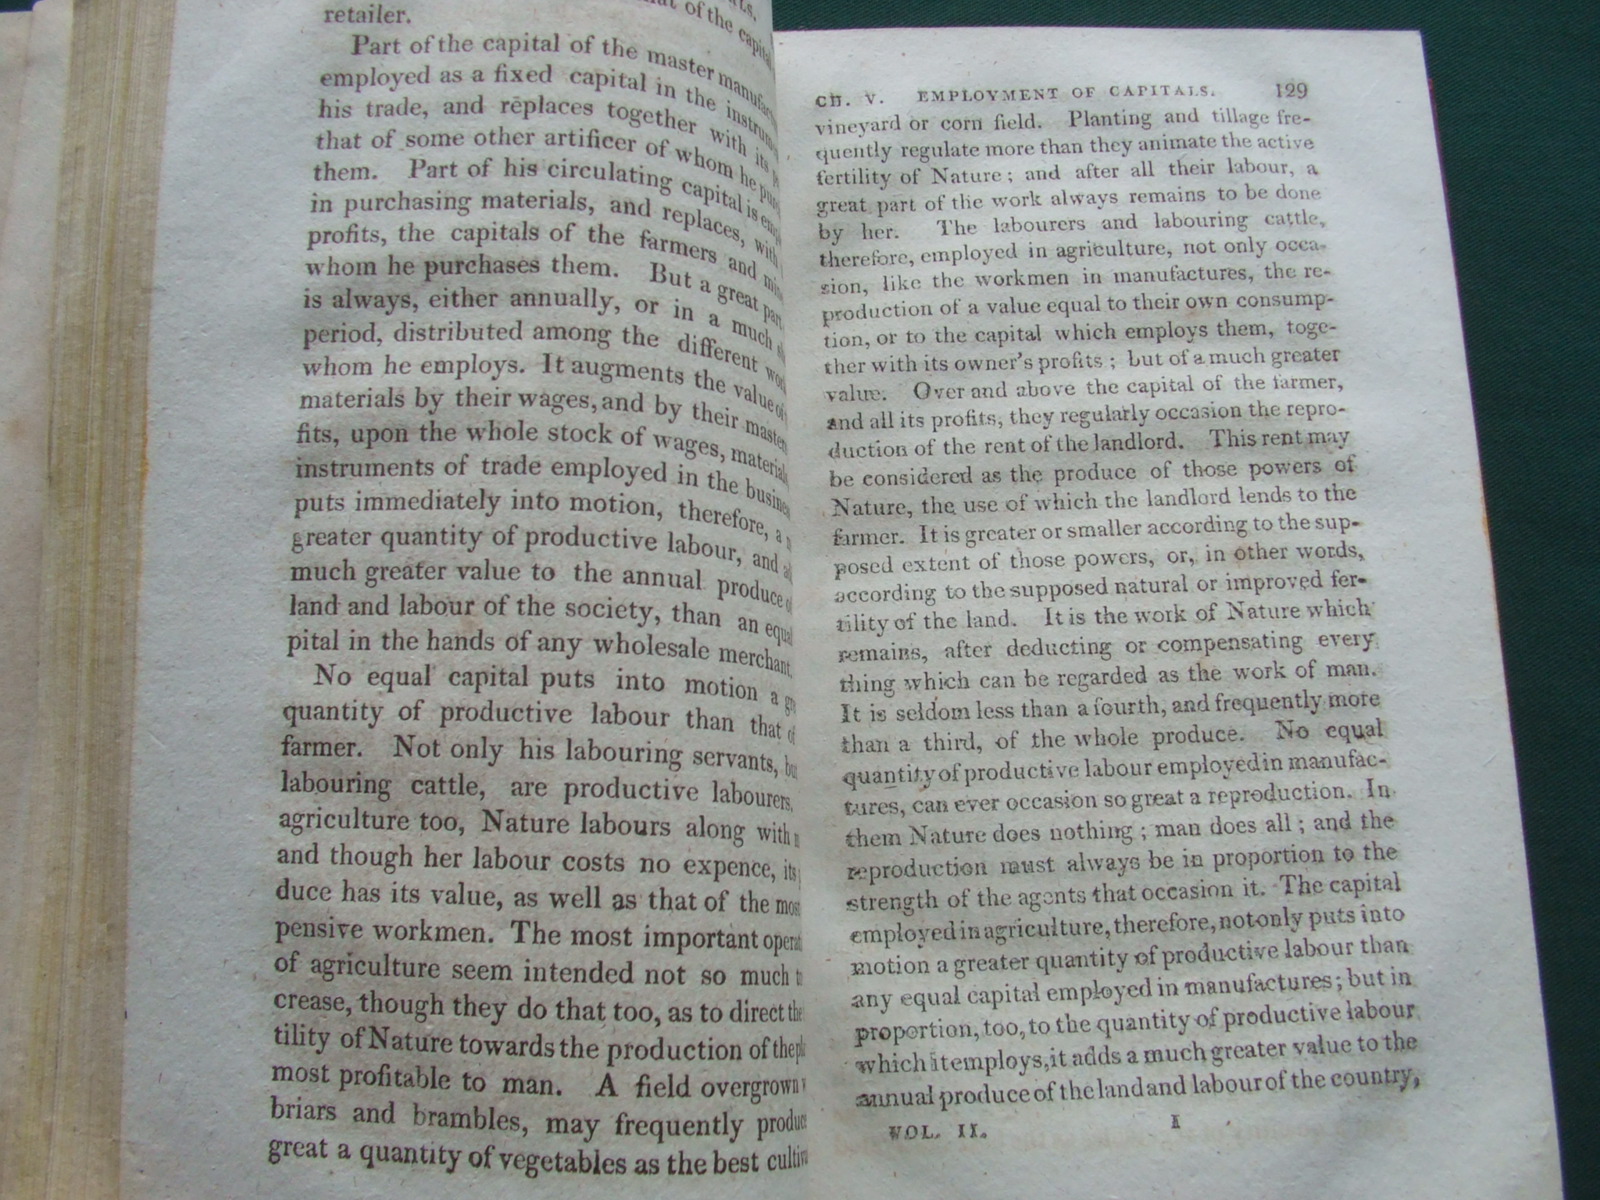 retailer.
of the
Part of the capital of the master
employed as a fixed capital in the
his trade, and replaces together with its
that of some other artificer of whom he
them. Part of his circulating capital is
in purchasing materials, and replaces, with
profits, the capitals of the farmers and
whom he purchases them. But a great
is always, either annually, or in a much
period, distributed among the different
whom he employs. It augments the value
materials by their wages, and by their
fits, upon the whole stock of wages,
instruments of trade employed in the
puts immediately into motion, therefore, a
greater quantity of productive labour, and
much greater value to the annual produce
land and labour of the society, than an
pital in the hands of any wholesale merchant.
No equal capital puts into motion a
quantity of productive labour than that
farmer. Not only his labouring servants,
labouring cattle, are productive labourers.
agriculture too, Nature labours along with
and though her labour costs no expence, its
duce has its value, as well as that of the
pensive workmen. The most important
of agriculture seem intended not so much
crease, though they do that too, as to direct the
tility of Nature towards the production of the
most profitable to man. A field overgrown
briars and brambles, may frequently
great a quantity of vegetables as the best
CH. V. EMPLOYMENT OF CAPITALS. 129
vineyard or corn field. Planting and tillage fre-
quently regulate more than they animate the active
fertility of Nature; and after all their labour, a
great part of the work always remains to be done
by her. The labourers and labouring cattle,
therefore, employed in agriculture, not only occa-
sion, like the workmen in manufactures, the re-
production of a value equal to their own consump-
tion, or to the capital which employs them, toge-
ther with its owner's profits; but of a much greater
value. Over and above the capital of the farmer,
and all its profits, they regularly occasion the repro-
duction of the rent of the landlord. This rent may
be considered as the produce of those powers of
Nature, the use of which the landlord lends to the
farmer. It is greater or smaller according to the sup-
posed extent of those powers, or, in other words,
according to the supposed natural or improved fer-
tility of the land. It is the work of Nature which
remains, after deducting or compensating every
thing which can be regarded as the work of man.
It is seldom less than a fourth, and frequently more
than a third, of the whole produce. No equal
quantity of productive labour employed in manufac-
tures, can ever occasion so great a reproduction. In
them Nature does nothing; man does all; and the
reproduction must always be in proportion to the
strength of the agents that occasion it. The capital
employed in agriculture, therefore, not only puts into
motion a greater quantity of productive labour than
any equal capital employed in manufactures; but in
proportion, too, to the quantity of productive labour
which it employs, it adds a much greater value to the
annual produce of the land and labour of the country,
VOL. II. I